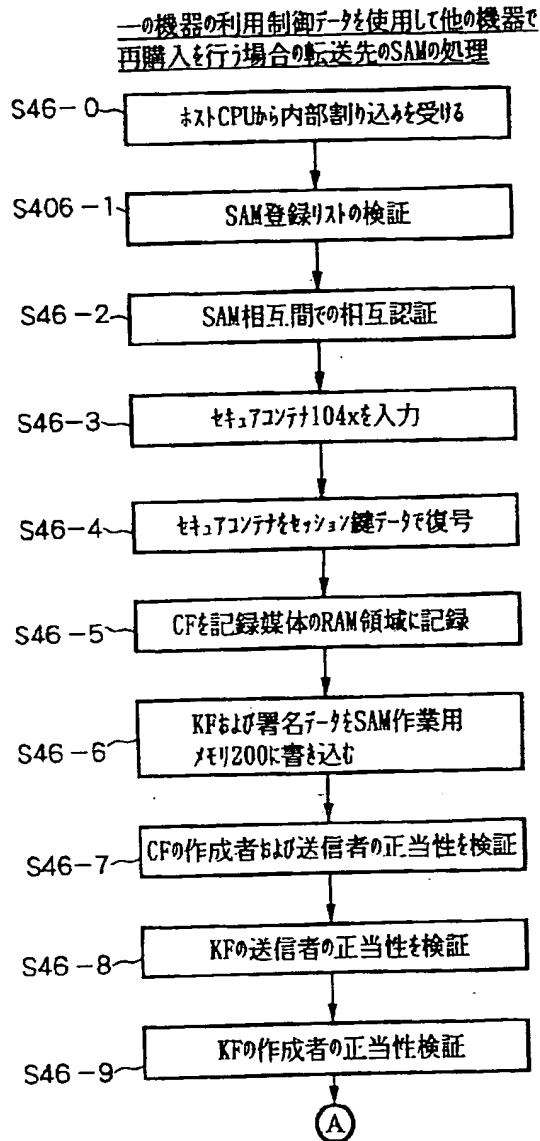 一の機器の利用制御データを使用して他の機器で
再購入を行う場合の転送先のSAMの処理
S46-0
ホストCPUから内部割り込みを受ける
S406-1
SAM登録リストの検証
S46-2
SAM相互間での相互認証
S46-3
セキュアコンテナ104xを入力
S46-4
セキュアコンテナをセッション鍵データで復号
S46-5
CFを記録媒体のRAM領域に記録
S46-6
KFおよび署名データをSAM作業用
メモリ200に書き込む
S46-7
CFの作成者および送信者の正当性を検証
S46-8
KFの送信者の正当性を検証
S46-9
KFの作成者の正当性検証
A